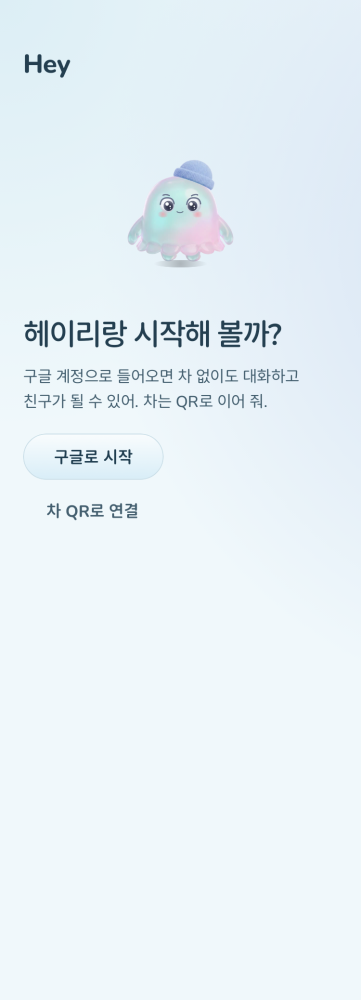 Hey
헤이리랑 시작해 볼까?
구글 계정으로 들어오면 차 없이도 대화하고
친구가 될 수 있어. 차는 QR로 이어 줘.
구글로 시작
차 QR로 연결